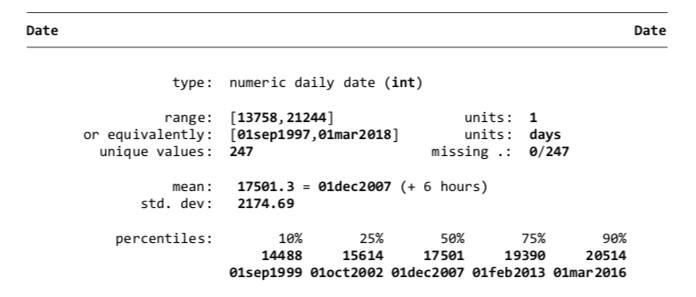 Date Date
type: numeric daily date (int)
range: [13758,21244] units: 1
or equivalently: [01sep1997,01mar2018] units: days
unique values: 247 missing .: 0/247
mean: 17501.3 = 01dec2007 (+ 6 hours)
std. dev: 2174.69
percentiles: 10% 25% 50% 75% 90%
14488 15614 17501 19390 20514
01sep1999 01oct2002 01dec2007 01feb2013 01mar2016